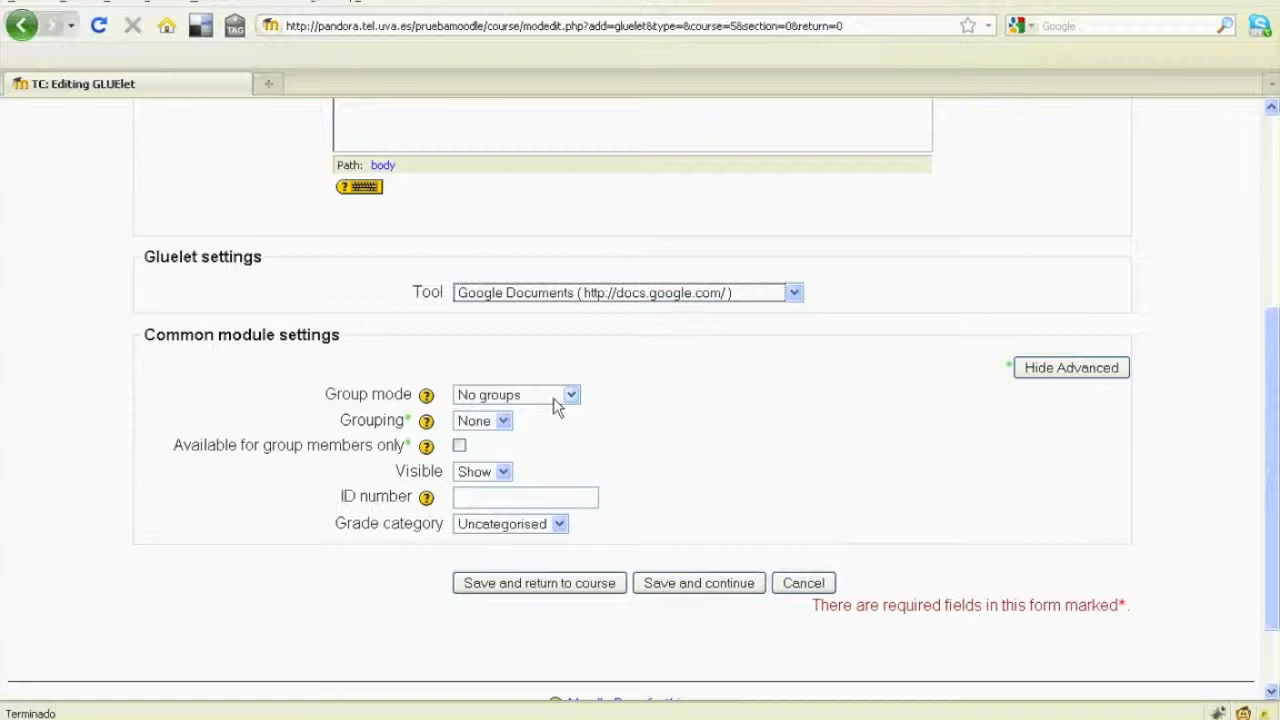 TAG
http://pandora.tel.uva.es/pruebamoodle/course/modedit.php?add=gluelet&type=&course=5&section=0&return=0
Google
TC: Editing GLUElet
Path: body
?
Gluelet settings
Tool Google Documents ( http://docs.google.com/ )
Common module settings
* Hide Advanced
Group mode ? No groups
Grouping* ? None
Available for group members only* ?
Visible Show
ID number ?
Grade category Uncategorised
Save and return to course Save and continue Cancel
There are required fields in this form marked*.
Terminado